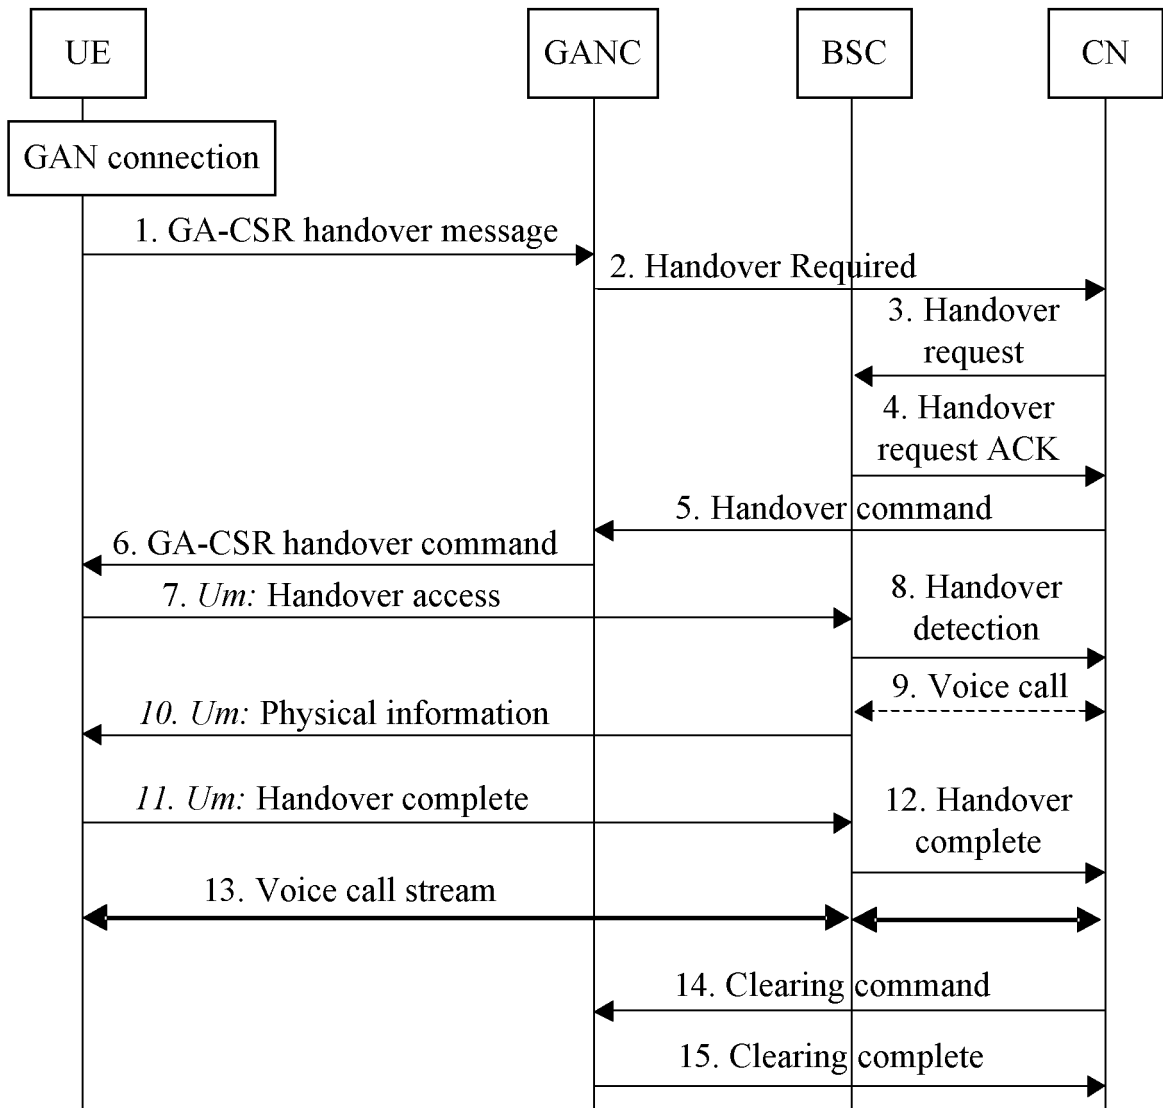 UE
GANC
BSC
CN
GAN connection
1. GA-CSR handover message
2. Handover Required
3. Handover
request
4. Handover
request ACK
5. Handover command
6. GA-CSR handover command
7. Um: Handover access
8. Handover
detection
9. Voice call
10. Um: Physical information
11. Um: Handover complete
12. Handover
complete
13. Voice call stream
14. Clearing command
15. Clearing complete